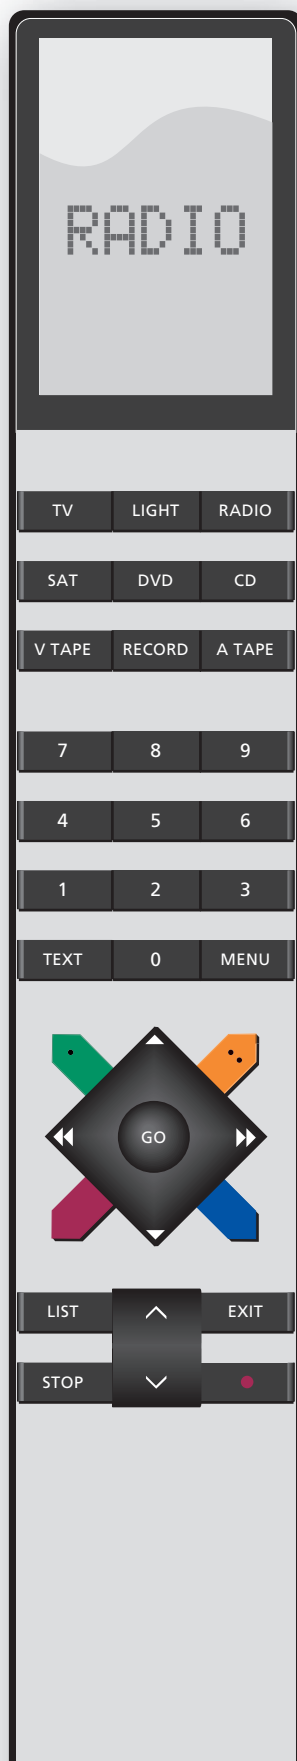 RADIO
TV LIGHT RADIO
SAT DVD CD
V TAPE RECORD A TAPE
7 8 9
4 5 6
1 2 3
TEXT 0 MENU
GO
LIST EXIT
STOP